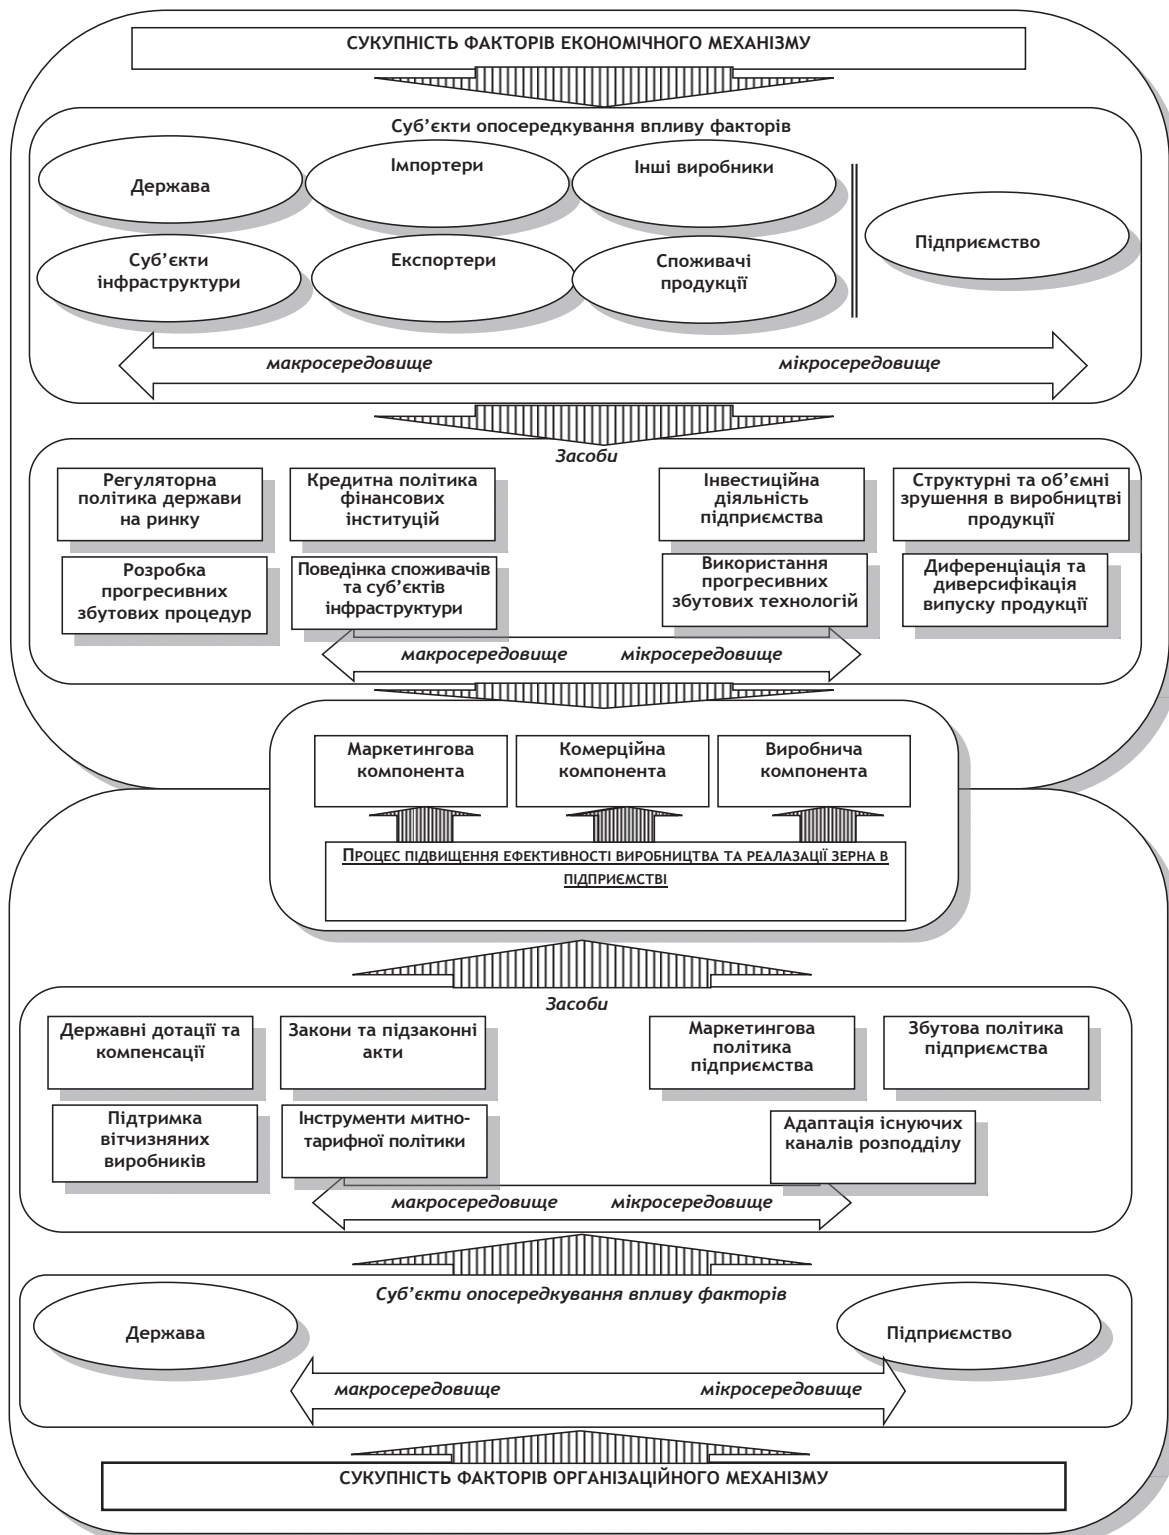 СУКУПНІСТЬ ФАКТОРІВ ЕКОНОМІЧНОГО МЕХАНІЗМУ
Суб’єкти опосередкування впливу факторів
Держава
Імпортери
Інші виробники
Підприємство
Суб’єкти
інфраструктури
Експортери
Споживачі
продукції
макросередовище
мікросередовище
Засоби
Регуляторна
політика держави
на ринку
Кредитна політика
фінансових
інституцій
Інвестиційна
діяльність
підприємства
Структурні та об’ємні
зрушення в виробництві
продукції
Розробка
прогресивних
збутових процедур
Поведінка споживачів
та суб’єктів
інфраструктури
Використання
прогресивних
збутових технологій
Диференціація та
диверсифікація
випуску продукції
макросередовище
мікросередовище
Маркетингова
компонента
Комерційна
компонента
Виробнича
компонента
ПРОЦЕС ПІДВИЩЕННЯ ЕФЕКТИВНОСТІ ВИРОБНИЦТВА ТА РЕАЛАЗАЦІЇ ЗЕРНА В
ПІДПРИЄМСТВІ
Засоби
Державні дотації та
компенсації
Закони та підзаконні
акти
Маркетингова
політика
підприємства
Збутова політика
підприємства
Підтримка
вітчизняних
виробників
Інструменти митно-
тарифної політики
Адаптація існуючих
каналів розподділу
макросередовище
мікросередовище
Суб’єкти опосередкування впливу факторів
Держава
Підприємство
макросередовище
мікросередовище
СУКУПНІСТЬ ФАКТОРІВ ОРГАНІЗАЦІЙНОГО МЕХАНІЗМУ